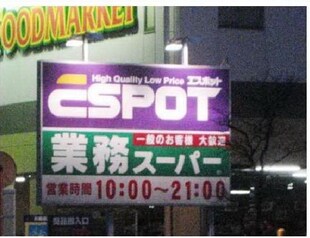 FOODMARKET
High Quality Low Price エスポット
ESPOT
一般のお客様 大歓迎
業務スーパー
営業時間 10:00～21:00